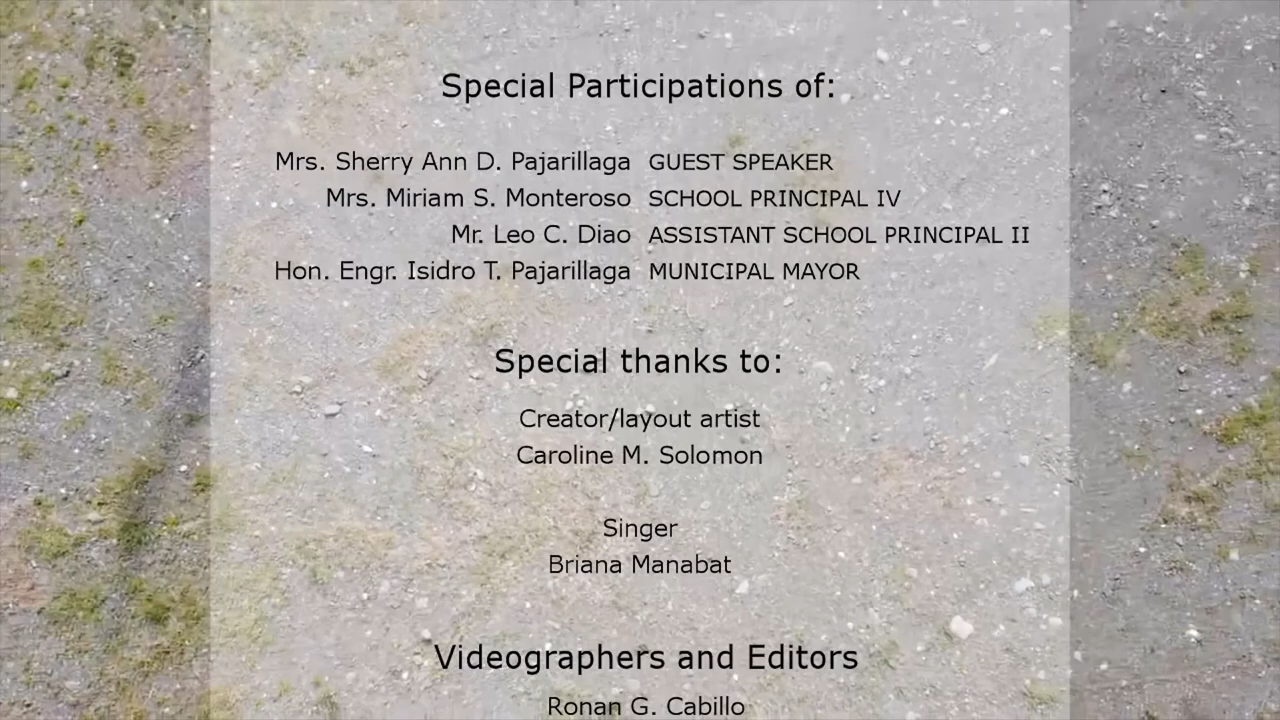 Special Participations of:
Mrs. Sherry Ann D. Pajarillaga GUEST SPEAKER
Mrs. Miriam S. Monteroso SCHOOL PRINCIPAL IV
Mr. Leo C. Diao ASSISTANT SCHOOL PRINCIPAL II
Hon. Engr. Isidro T. Pajarillaga MUNICIPAL MAYOR
Special thanks to:
Creator/layout artist
Caroline M. Solomon
Singer
Briana Manabat
Videographers and Editors
Ronan G. Cabillo